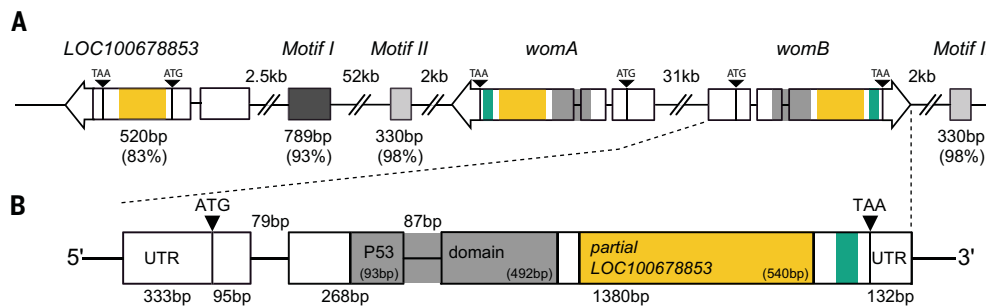 A
LOC100678853 Motif I Motif II womA womB Motif I
TAA ATG 2.5kb 52kb 2kb TAA ATG 31kb ATG TAA 2kb
520bp 789bp 330bp 330bp
(83%) (93%) (98%) (98%)
B
ATG 79bp 87bp TAA
5' UTR P53 domain partial UTR 3'
(93bp) (492bp) LOC100678853 (540bp)
333bp 95bp 268bp 1380bp 132bp